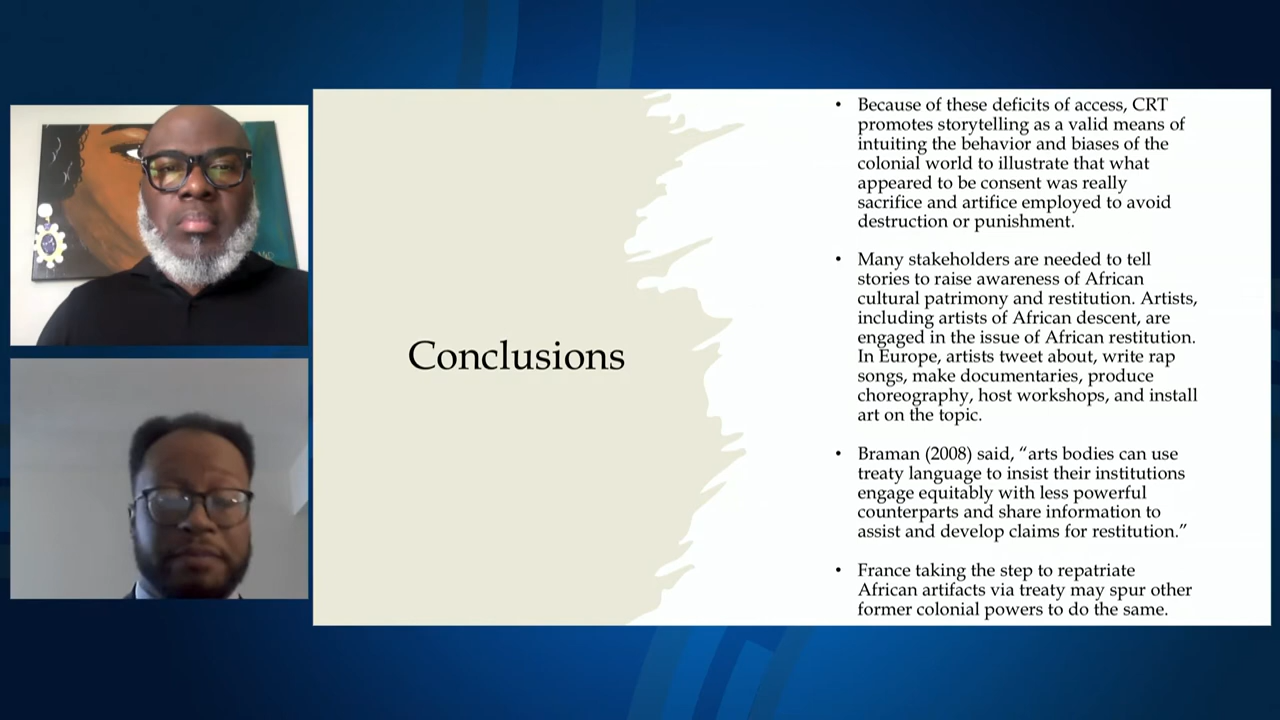 Conclusions
• Because of these deficits of access, CRT
promotes storytelling as a valid means of
intuiting the behavior and biases of the
colonial world to illustrate that what
appeared to be consent was really
sacrifice and artifice employed to avoid
destruction or punishment.
• Many stakeholders are needed to tell
stories to raise awareness of African
cultural patrimony and restitution. Artists,
including artists of African descent, are
engaged in the issue of African restitution.
In Europe, artists tweet about, write rap
songs, make documentaries, produce
choreography, host workshops, and install
art on the topic.
• Braman (2008) said, “arts bodies can use
treaty language to insist their institutions
engage equitably with less powerful
counterparts and share information to
assist and develop claims for restitution.”
• France taking the step to repatriate
African artifacts via treaty may spur other
former colonial powers to do the same.